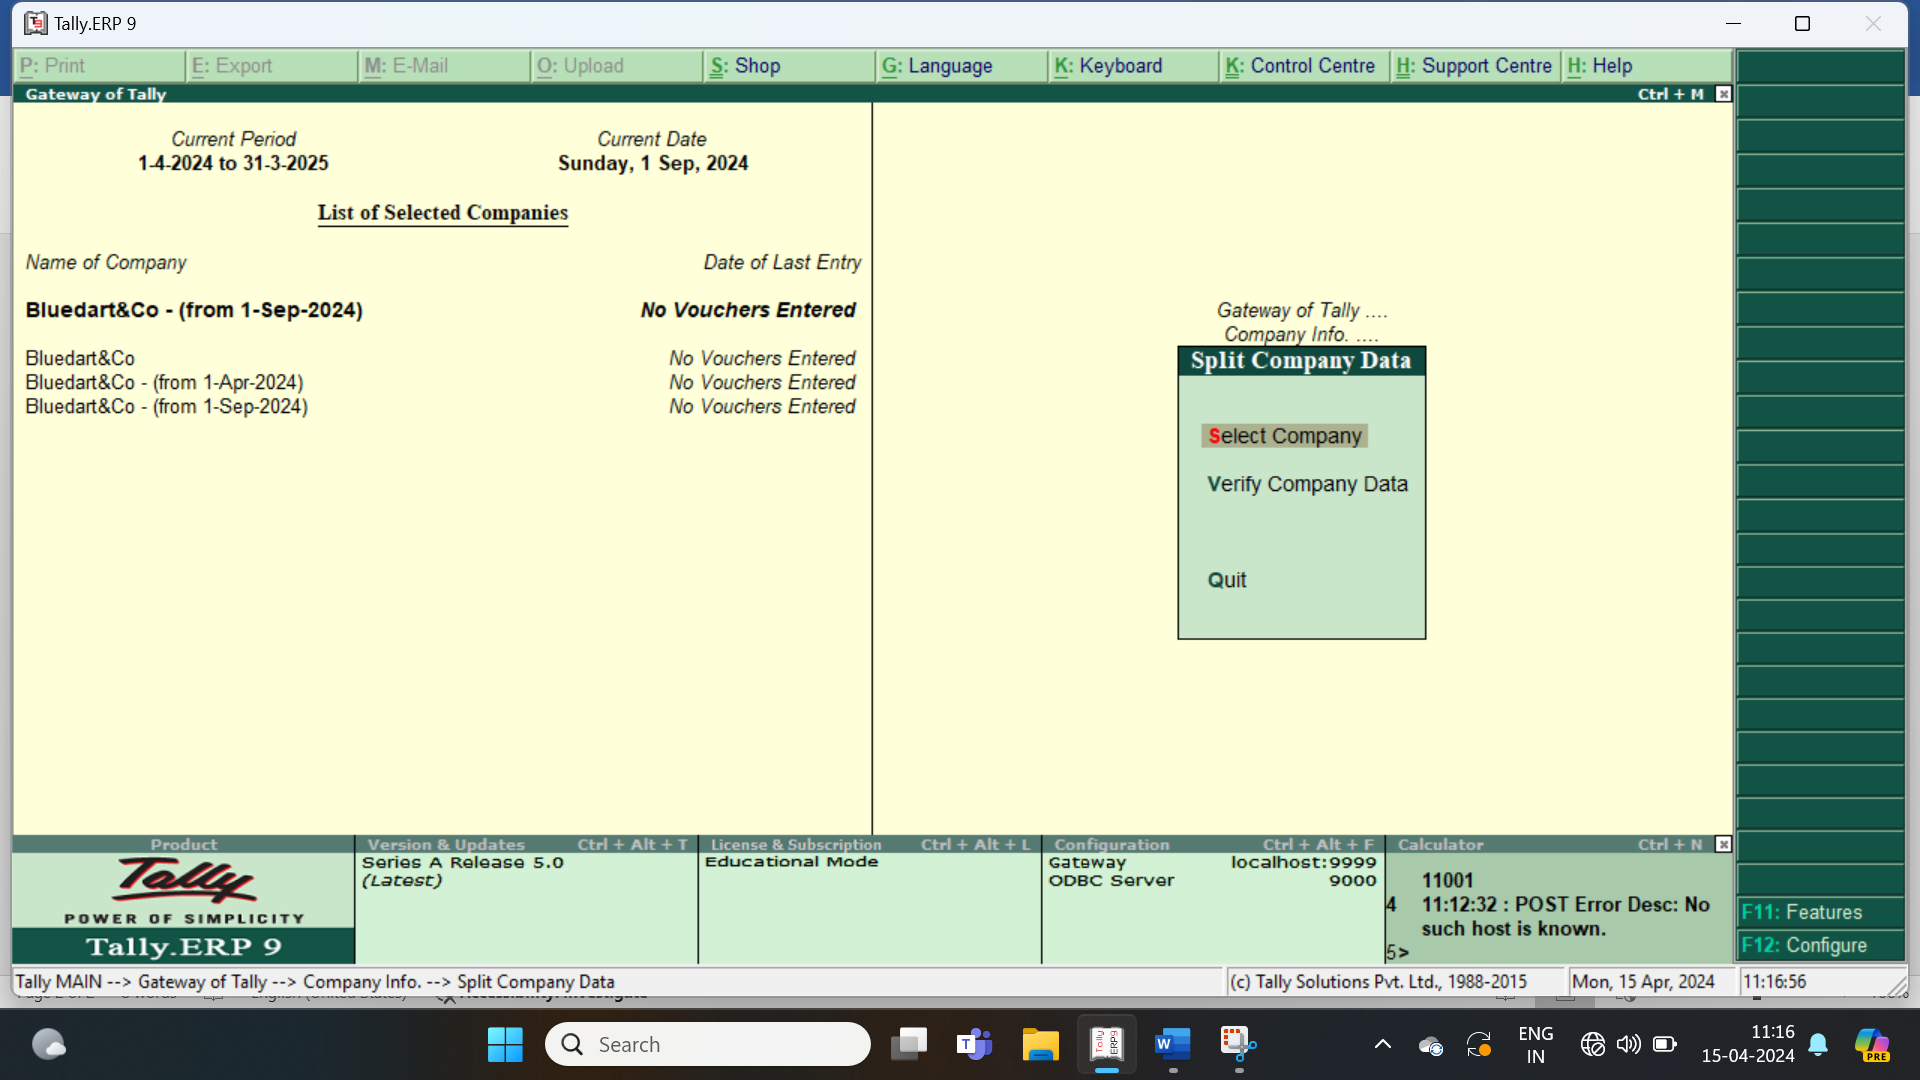 Tally.ERP 9
P: Print
E: Export
M: E-Mail
O: Upload
S: Shop
G: Language
K: Keyboard
K: Control Centre
H: Support Centre
H: Help
Gateway of Tally
Ctrl + M
Current Period
Current Date
1-4-2024 to 31-3-2025
Sunday, 1 Sep, 2024
List of Selected Companies
Name of Company
Date of Last Entry
Bluedart&Co - (from 1-Sep-2024)
No Vouchers Entered
Bluedart&Co
No Vouchers Entered
Bluedart&Co - (from 1-Apr-2024)
No Vouchers Entered
Bluedart&Co - (from 1-Sep-2024)
No Vouchers Entered
Gateway of Tally ....
Company Info. ....
Split Company Data
Select Company
Verify Company Data
Quit
Product
Tally
POWER OF SIMPLICITY
Tally.ERP 9
Version & Updates
Ctrl + Alt + T
Series A Release 5.0
(Latest)
License & Subscription
Ctrl + Alt + L
Educational Mode
Configuration
Ctrl + Alt + F
Gateway
localhost:9999
ODBC Server
9000
Calculator
Ctrl + N
11001
4 11:12:32 : POST Error Desc: No
such host is known.
5>
F11: Features
F12: Configure
Tally MAIN --> Gateway of Tally --> Company Info. --> Split Company Data
(c) Tally Solutions Pvt. Ltd., 1988-2015
Mon, 15 Apr, 2024
11:16:56
Search
ENG
IN
11:16
15-04-2024
PRE